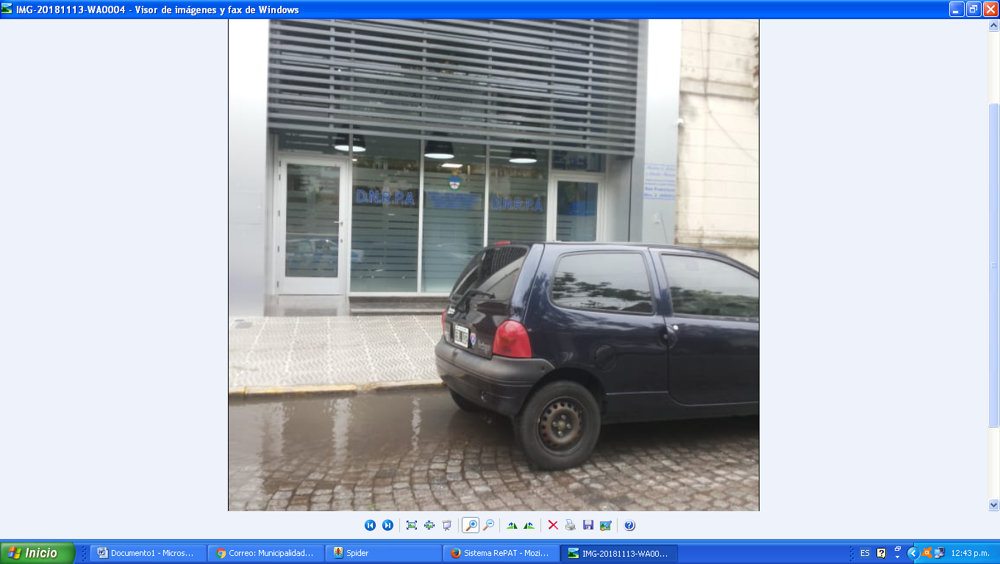 IMG-20181113-WA0004 - Visor de imágenes y fax de Windows
D.N.R.P.A
D.N.R.P.A
San Francisco
Inicio
Documento1 - Micros...
Correo: Municipalidad...
Spider
Sistema RePAT - Mozi...
IMG-20181113-WA00...
ES
12:43 p.m.